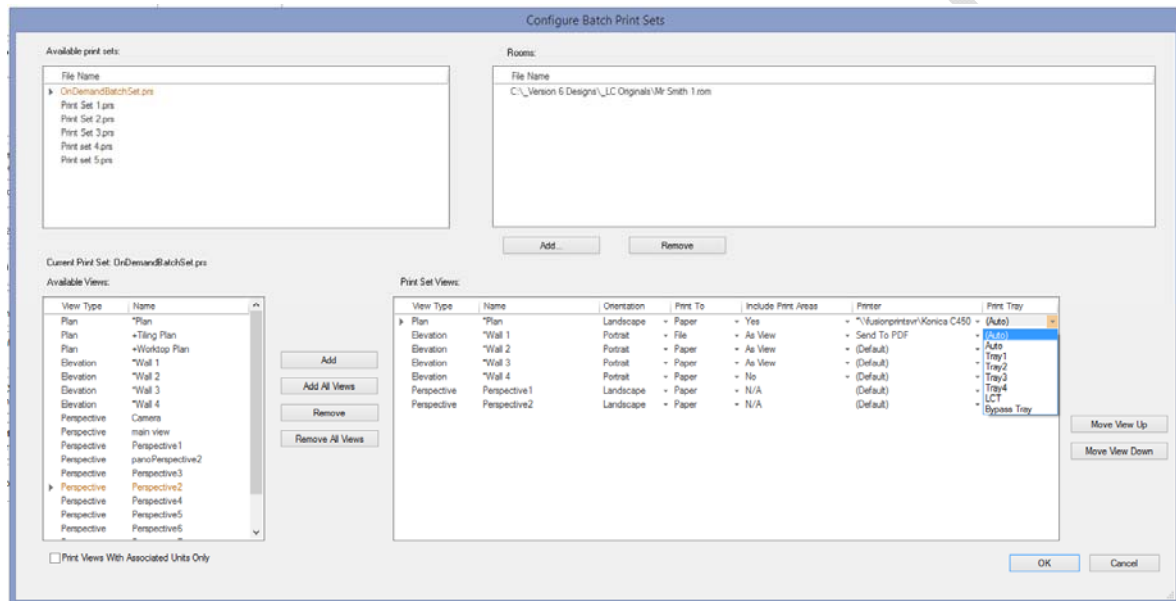 Configure Batch Print Sets
Available print sets:
File Name
OnDemandBatchSet.prs
Print Set 1.prs
Print Set 2.prs
Print Set 3.prs
Print set 4.prs
Print set 5.prs
Rooms:
File Name
C:\_Version 6 Designs\_LC Originals\Mr Smith 1.rom
Add...
Remove
Current Print Set: OnDemandBatchSet.prs
Available Views:
View Type Name
Plan *Plan
Plan +Tiling Plan
Plan +Worktop Plan
Elevation *Wall 1
Elevation *Wall 2
Elevation *Wall 3
Elevation *Wall 4
Perspective Camera
Perspective main view
Perspective Perspective1
Perspective panoPerspective2
Perspective Perspective3
Perspective Perspective2
Perspective Perspective4
Perspective Perspective5
Perspective Perspective6
Add
Add All Views
Remove
Remove All Views
Print Set Views:
View Type Name Orientation Print To Include Print Areas Printer Print Tray
Plan *Plan Landscape Paper Yes "\\fusionprintsvr\Konica C450 (Auto)
Elevation *Wall 1 Portrait File As View Send To PDF
Elevation *Wall 2 Portrait Paper As View (Default)
Elevation *Wall 3 Portrait Paper As View (Default)
Elevation *Wall 4 Portrait Paper No (Default)
Perspective Perspective1 Landscape Paper N/A (Default)
Perspective Perspective2 Landscape Paper N/A (Default)
(Auto)
Auto
Tray1
Tray2
Tray3
Tray4
LCT
Bypass Tray
Move View Up
Move View Down
Print Views With Associated Units Only
OK
Cancel